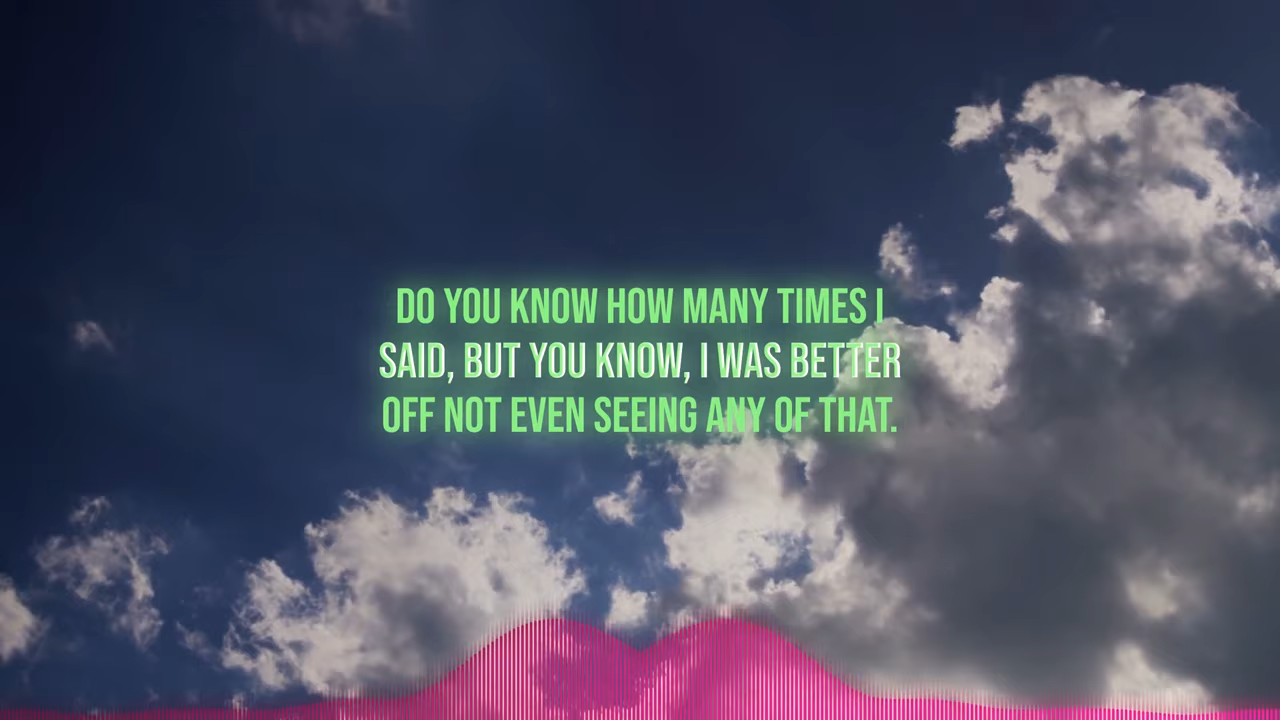 DO YOU KNOW HOW MANY TIMES I
SAID, BUT YOU KNOW, I WAS BETTER
OFF NOT EVEN SEEING ANY OF THAT.